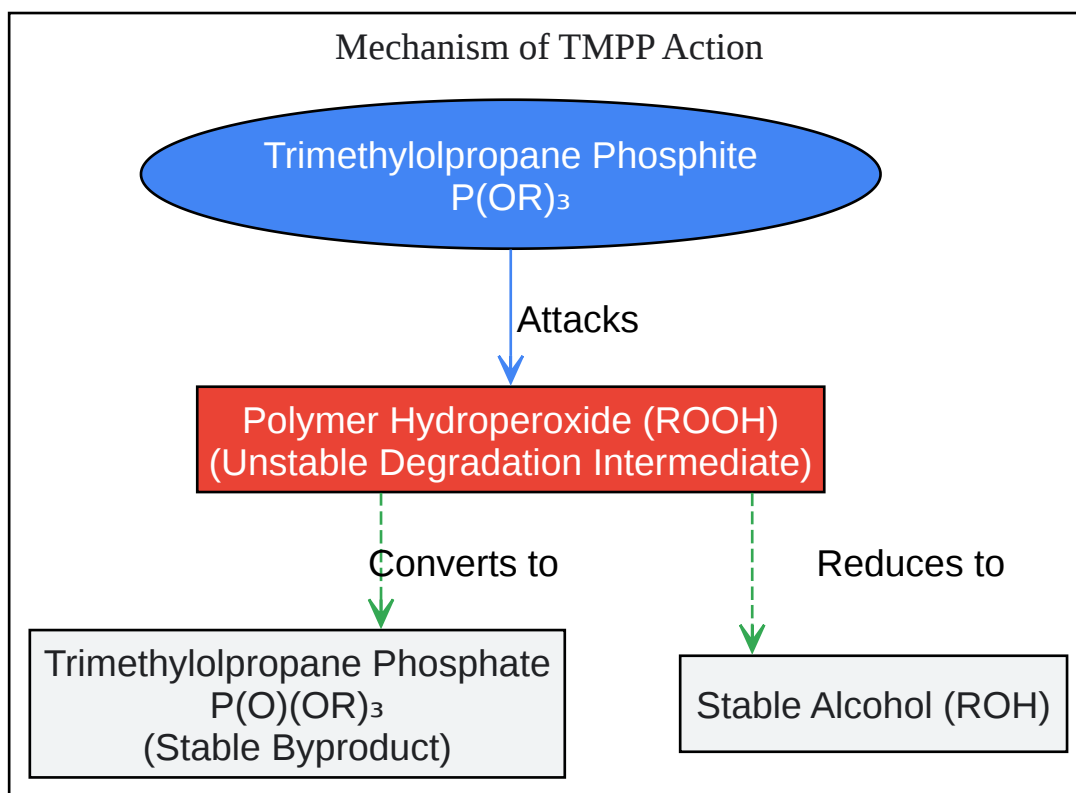 Mechanism of TMPP Action
Trimethylolpropane Phosphite
P(OR)₃
Attacks
Polymer Hydroperoxide (ROOH)
(Unstable Degradation Intermediate)
Converts to
Reduces to
Trimethylolpropane Phosphate
P(O)(OR)₃
(Stable Byproduct)
Stable Alcohol (ROH)